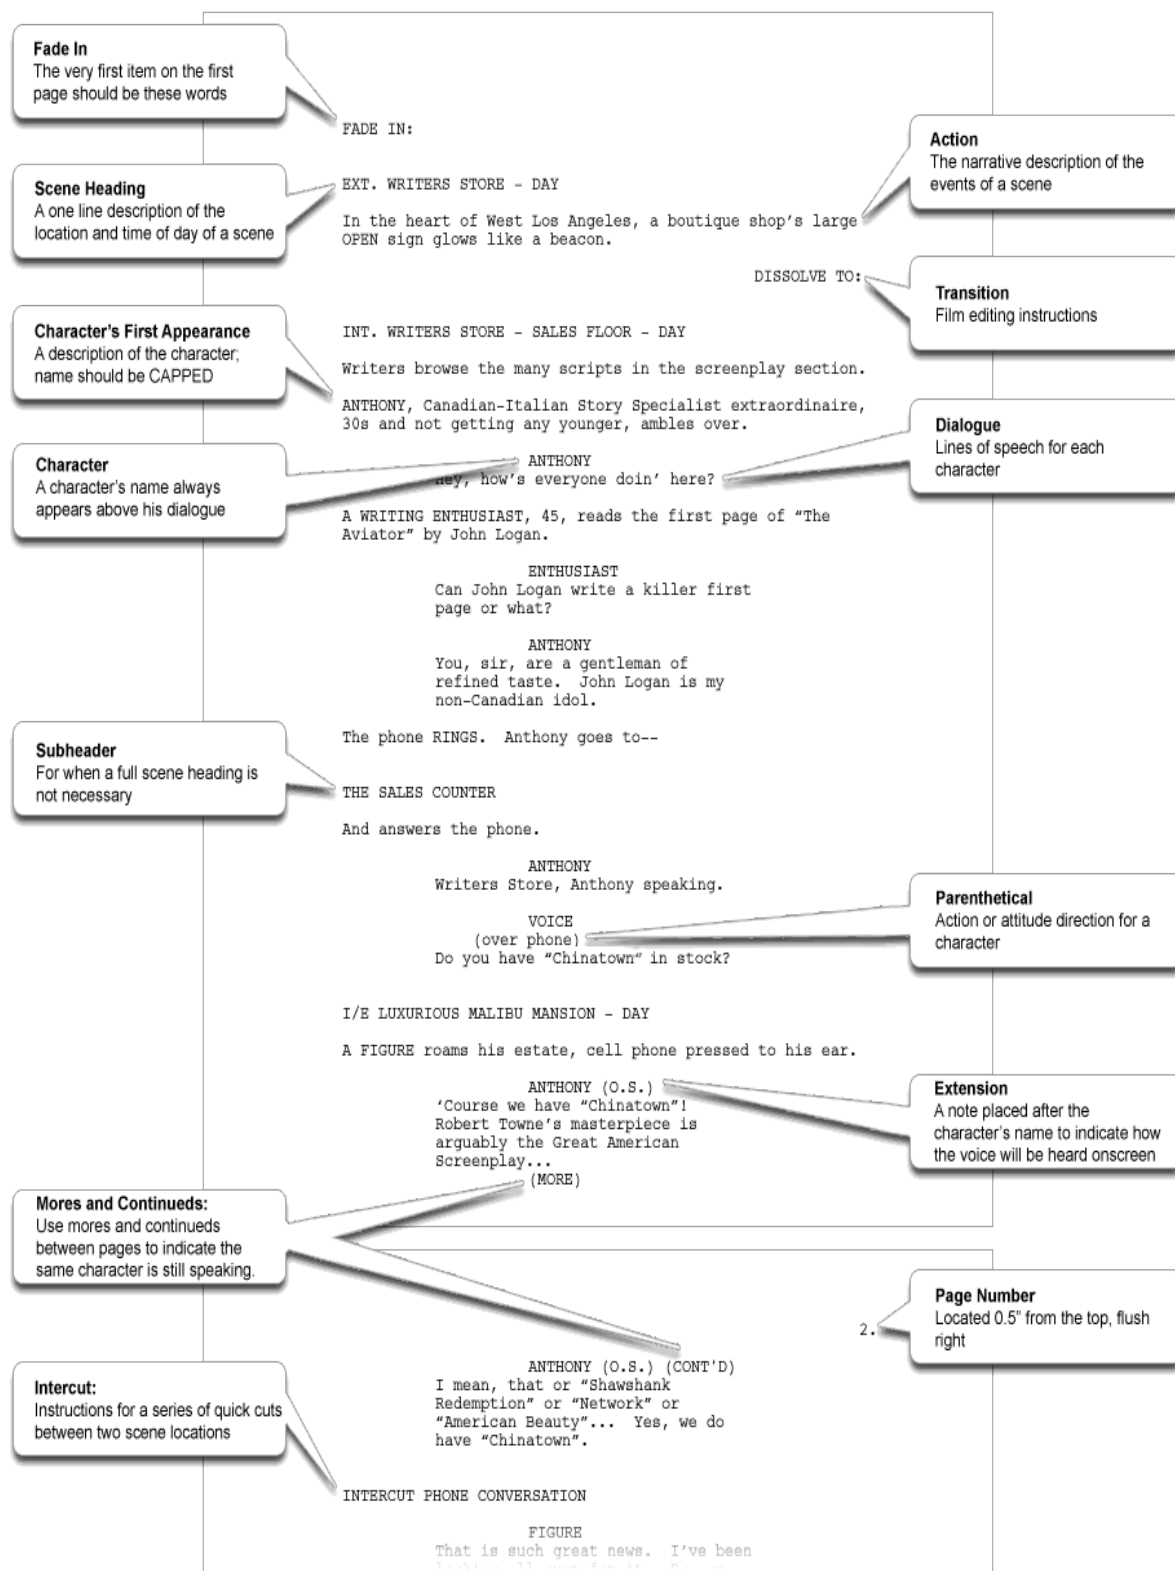 Fade In
The very first item on the first
page should be these words
FADE IN:
Action
The narrative description of the
events of a scene
Scene Heading
A one line description of the
location and time of day of a scene
EXT. WRITERS STORE - DAY
In the heart of West Los Angeles, a boutique shop's large
OPEN sign glows like a beacon.
DISSOLVE TO:
Transition
Film editing instructions
Character's First Appearance
A description of the character;
name should be CAPPED
INT. WRITERS STORE - SALES FLOOR - DAY
Writers browse the many scripts in the screenplay section.
ANTHONY, Canadian-Italian Story Specialist extraordinaire,
30s and not getting any younger, ambles over.
Dialogue
Lines of speech for each
character
Character
A character's name always
appears above his dialogue
ANTHONY
Hey, how's everyone doin' here?
A WRITING ENTHUSIAST, 45, reads the first page of “The
Aviator” by John Logan.
ENTHUSIAST
Can John Logan write a killer first
page or what?
ANTHONY
You, sir, are a gentleman of
refined taste.  John Logan is my
non-Canadian idol.
The phone RINGS.  Anthony goes to--
Subheader
For when a full scene heading is
not necessary
THE SALES COUNTER
And answers the phone.
ANTHONY
Writers Store, Anthony speaking.
VOICE
(over phone)
Do you have “Chinatown” in stock?
Parenthetical
Action or attitude direction for a
character
I/E LUXURIOUS MALIBU MANSION - DAY
A FIGURE roams his estate, cell phone pressed to his ear.
ANTHONY (O.S.)
‘Course we have “Chinatown”!
Robert Towne's masterpiece is
arguably the Great American
Screenplay...
(MORE)
Extension
A note placed after the
character's name to indicate how
the voice will be heard onscreen
Mores and Continueds:
Use mores and continueds
between pages to indicate the
same character is still speaking.
Page Number
Located 0.5” from the top, flush
right
2.
ANTHONY (O.S.) (CONT'D)
I mean, that or “Shawshank
Redemption” or “Network” or
“American Beauty”...  Yes, we do
have “Chinatown”.
Intercut:
Instructions for a series of quick cuts
between two scene locations
INTERCUT PHONE CONVERSATION
FIGURE
That is such great news.  I've been